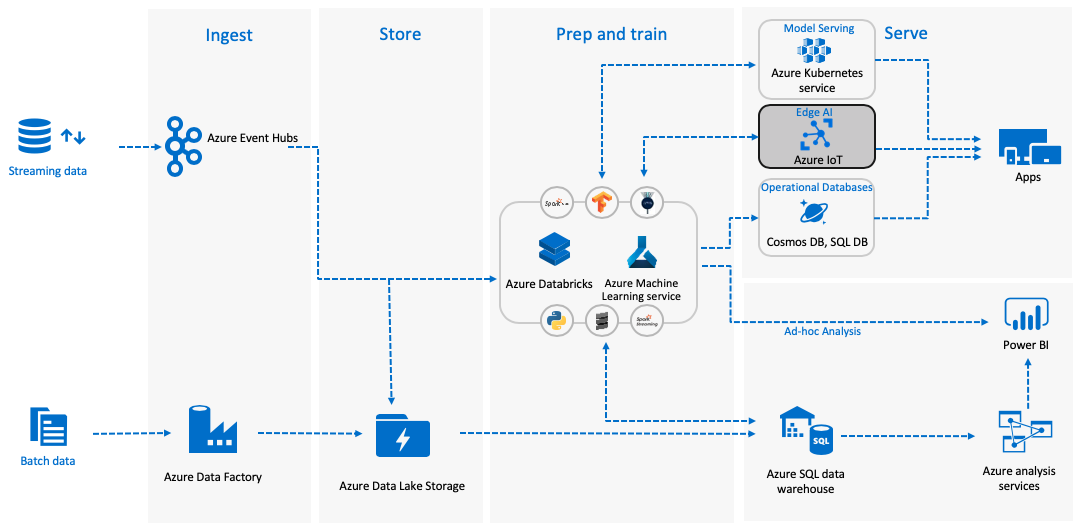 Ingest
Store
Prep and train
Serve
Model Serving
Azure Kubernetes
service
Edge AI
Azure IoT
Operational Databases
Cosmos DB, SQL DB
Apps
Streaming data
Azure Event Hubs
Spark
Azure Databricks
Azure Machine
Learning service
Spark
Streaming
Ad-hoc Analysis
Power BI
Batch data
Azure Data Factory
Azure Data Lake Storage
SQL
Azure SQL data
warehouse
Azure analysis
services